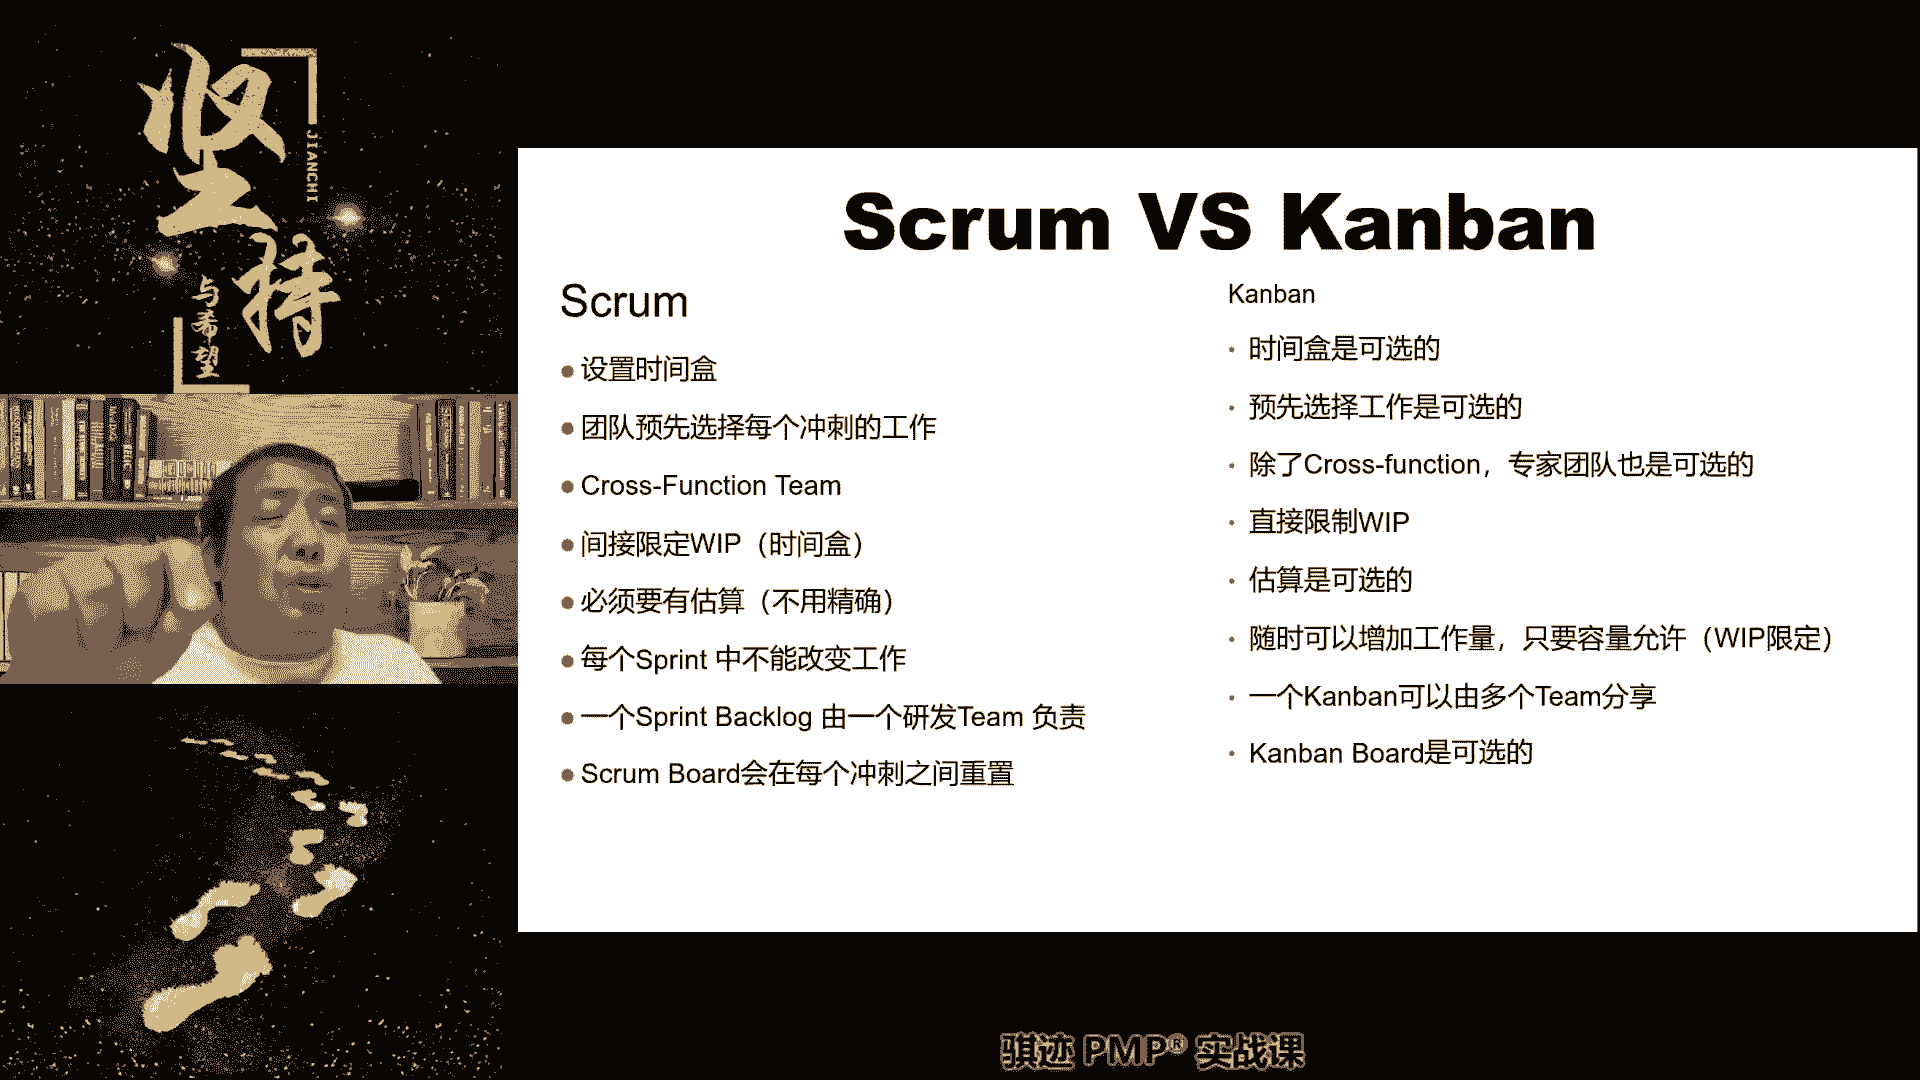 坚持
JIANCHI
与希望
Scrum VS Kanban
Scrum
设置时间盒
团队预先选择每个冲刺的工作
Cross-Function Team
间接限定WIP（时间盒）
必须要有估算（不用精确）
每个Sprint 中不能改变工作
一个Sprint Backlog 由一个研发Team 负责
Scrum Board会在每个冲刺之间重置
Kanban
时间盒是可选的
预先选择工作是可选的
除了Cross-function，专家团队也是可选的
直接限制WIP
估算是可选的
随时可以增加工作量，只要容量允许（WIP限定）
一个Kanban可以由多个Team分享
Kanban Board是可选的
骐迹 PMP® 实战课